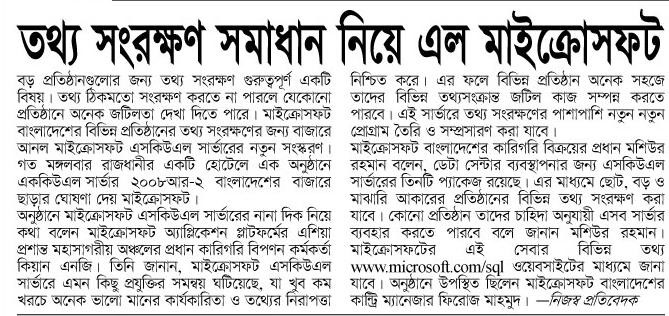 তথ্য সংরক্ষণ সমাধান নিয়ে এল মাইক্রোসফট
বড় প্রতিষ্ঠানগুলোর জন্য তথ্য সংরক্ষণ গুরুত্বপূর্ণ একটি
বিষয়। তথ্য ঠিকমতো সংরক্ষণ করতে না পারলে যেকোনো
প্রতিষ্ঠানে অনেক জটিলতা দেখা দিতে পারে। মাইক্রোসফট
বাংলাদেশের বিভিন্ন প্রতিষ্ঠানের তথ্য সংরক্ষণের জন্য বাজারে
আনল মাইক্রোসফট এসকিউএল সার্ভারের নতুন সংস্করণ।
গত মঙ্গলবার রাজধানীর একটি হোটেলে এক অনুষ্ঠানে
এককিউএল সার্ভার ২০০৮আর-২ বাংলাদেশের বাজারে
ছাড়ার ঘোষণা দেয় মাইক্রোসফট।
অনুষ্ঠানে মাইক্রোসফট এসকিউএল সার্ভারের নানা দিক নিয়ে
কথা বলেন মাইক্রোসফট অ্যাপ্লিকেশন প্লাটফর্মের এশিয়া
প্রশান্ত মহাসাগরীয় অঞ্চলের প্রধান কারিগরি বিপণন কর্মকর্তা
কিয়ান এনজি। তিনি জানান, মাইক্রোসফট এসকিউএল
সার্ভারে এমন কিছু প্রযুক্তির সমন্বয় ঘটিয়েছে, যা খুব কম
খরচে অনেক ভালো মানের কার্যকারিতা ও তথ্যের নিরাপত্তা
নিশ্চিত করে। এর ফলে বিভিন্ন প্রতিষ্ঠান অনেক সহজে
তাদের বিভিন্ন তথ্যসংক্রান্ত জটিল কাজ সম্পন্ন করতে
পারবে। এই সার্ভারে তথ্য সংরক্ষণের পাশাপাশি নতুন নতুন
প্রোগ্রাম তৈরি ও সম্প্রসারণ করা যাবে।
মাইক্রোসফট বাংলাদেশের কারিগরি বিক্রয়ের প্রধান মশিউর
রহমান বলেন, ডেটা সেন্টার ব্যবস্থাপনার জন্য এসকিউএল
সার্ভারের তিনটি প্যাকেজ রয়েছে। এর মাধ্যমে ছোট, বড় ও
মাঝারি আকারের প্রতিষ্ঠানের বিভিন্ন তথ্য সংরক্ষণ করা
যাবে। কোনো প্রতিষ্ঠান তাদের চাহিদা অনুযায়ী এসব সার্ভার
ব্যবহার করতে পারবে বলে জানান মশিউর রহমান।
মাইক্রোসফটের এই সেবার বিভিন্ন তথ্য
www.microsoft.com/sql ওয়েবসাইটের মাধ্যমে জানা
যাবে। অনুষ্ঠানে উপস্থিত ছিলেন মাইক্রোসফট বাংলাদেশের
কান্ট্রি ম্যানেজার ফিরোজ মাহমুদ। —নিজস্ব প্রতিবেদক